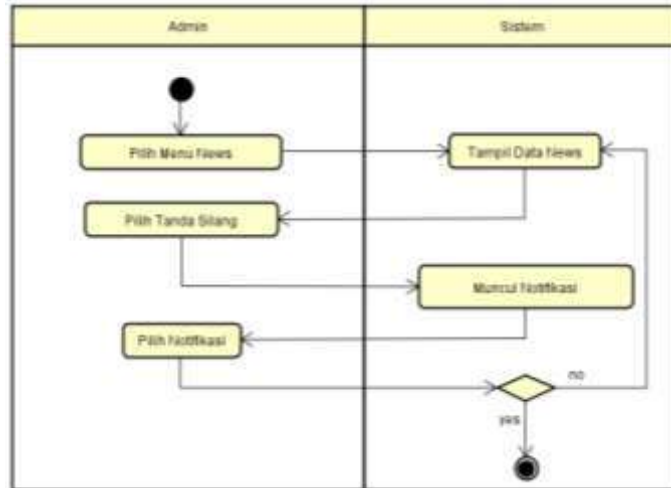 Admin
Sistem
Pilih Menu News
Tampil Data News
Pilih Tanda Silang
Muncul Notifikasi
Pilih Notifikasi
no
yes